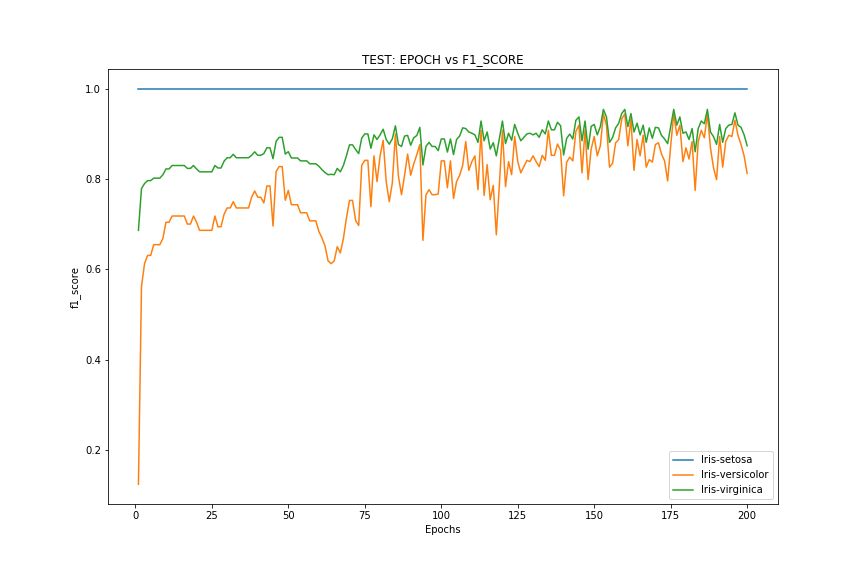 TEST: EPOCH vs F1_SCORE
1.0
0.8
0.6
0.4
0.2
f1_score
0 25 50 75 100 125 150 175 200
Epochs
Iris-setosa
Iris-versicolor
Iris-virginica